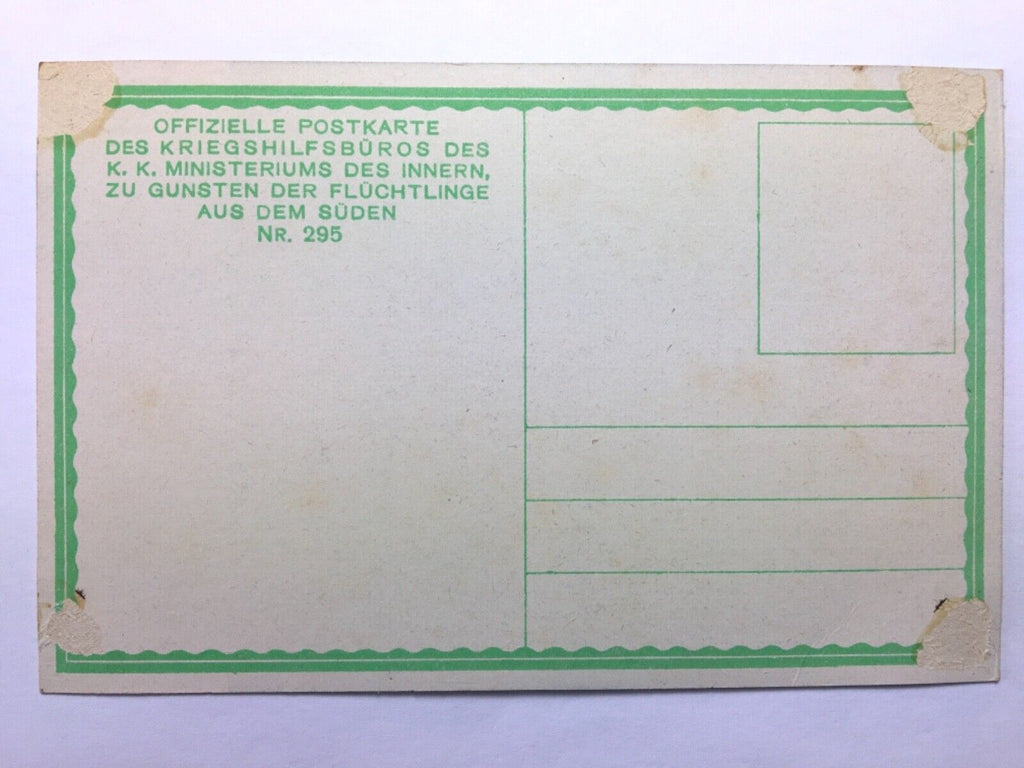 OFFIZIELLE POSTKARTE
DES KRIEGSHILFSBÜROS DES
K. K. MINISTERIUMS DES INNERN,
ZU GUNSTEN DER FLÜCHTLINGE
AUS DEM SÜDEN
NR. 295